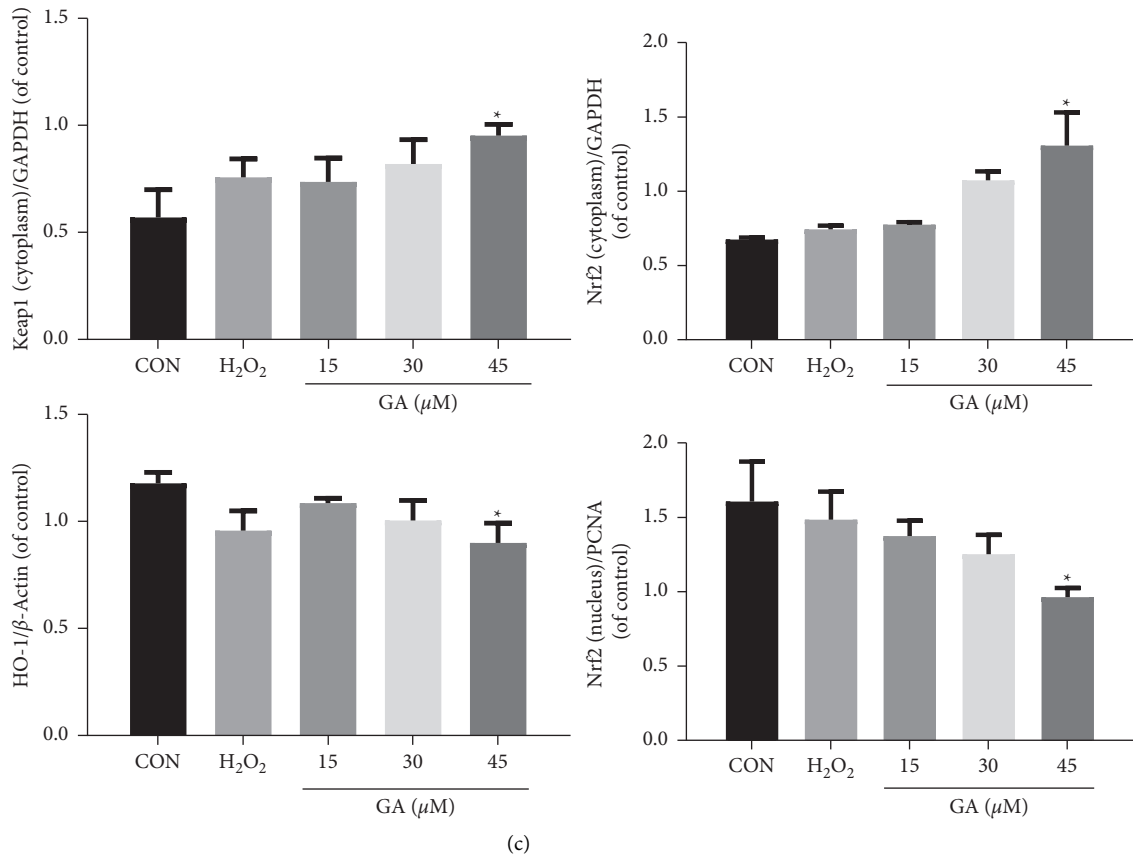 Keap1 (cytoplasm)/GAPDH (of control)
1.5
1.0
0.5
0.0
*
CON
H₂O₂
15
30
45
GA (μM)
Nrf2 (cytoplasm)/GAPDH
(of control)
2.0
1.5
1.0
0.5
0.0
*
CON
H₂O₂
15
30
45
GA (μM)
HO-1/β-Actin (of control)
1.5
1.0
0.5
0.0
*
CON
H₂O₂
15
30
45
GA (μM)
Nrf2 (nucleus)/PCNA
(of control)
2.0
1.5
1.0
0.5
0.0
*
CON
H₂O₂
15
30
45
GA (μM)
(c)